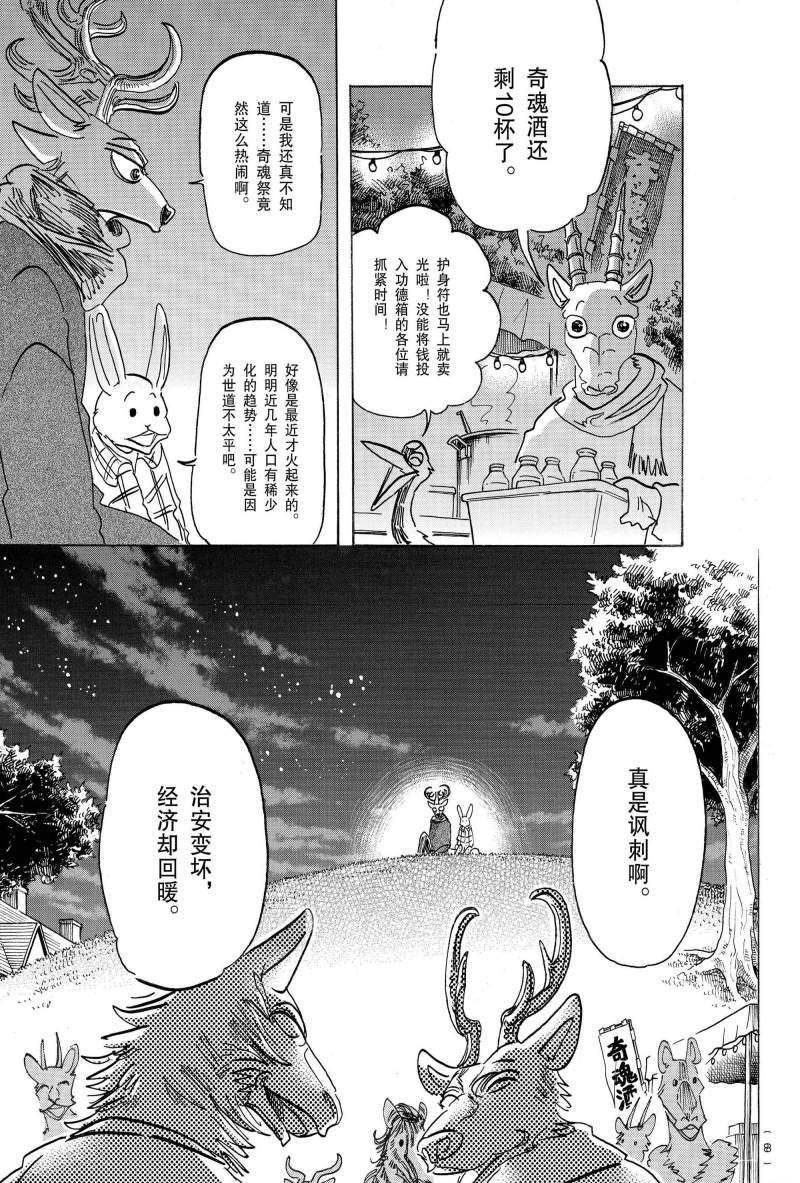 奇魂酒还
剩10杯了。
奇魂
护身符也马上就卖
光啦！没能将钱投
入功德箱的各位请
抓紧时间！
可是我还真不知
道……奇魂祭竟
然这么热闹啊。
好像是最近才火起来的。
明明近几年人口有稀少
化的趋势……可能是因
为世道不太平吧。
真是讽刺啊。
治安变坏，
经济却回暖。
奇魂酒